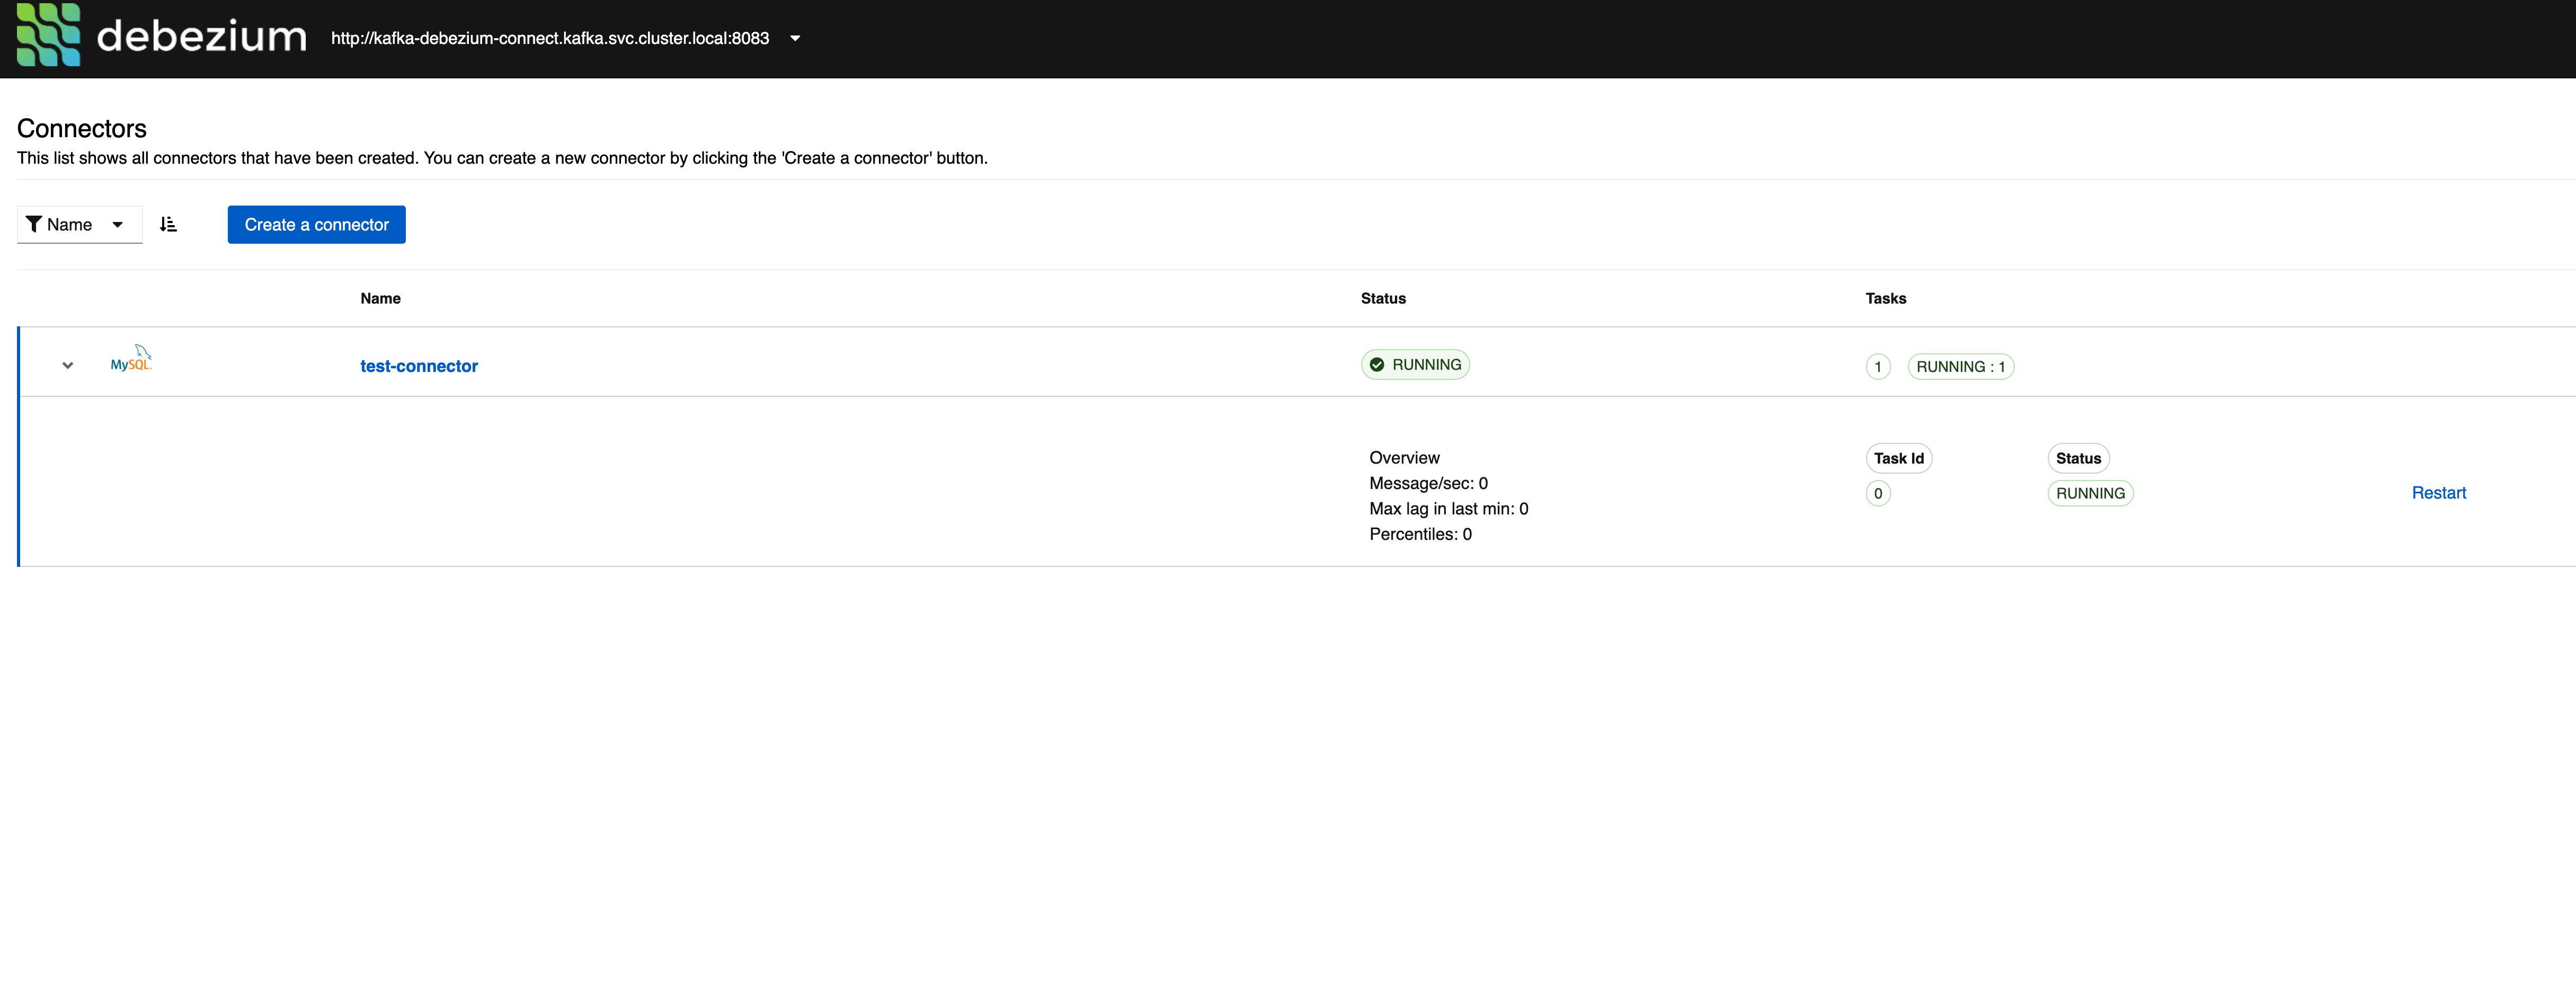 debezium http://kafka-debezium-connect.kafka.svc.cluster.local:8083
Connectors
This list shows all connectors that have been created. You can create a new connector by clicking the 'Create a connector' button.
Name Create a connector
Name Status Tasks
MySQL test-connector RUNNING 1 RUNNING : 1
Overview Task Id Status
Message/sec: 0 0 RUNNING Restart
Max lag in last min: 0
Percentiles: 0